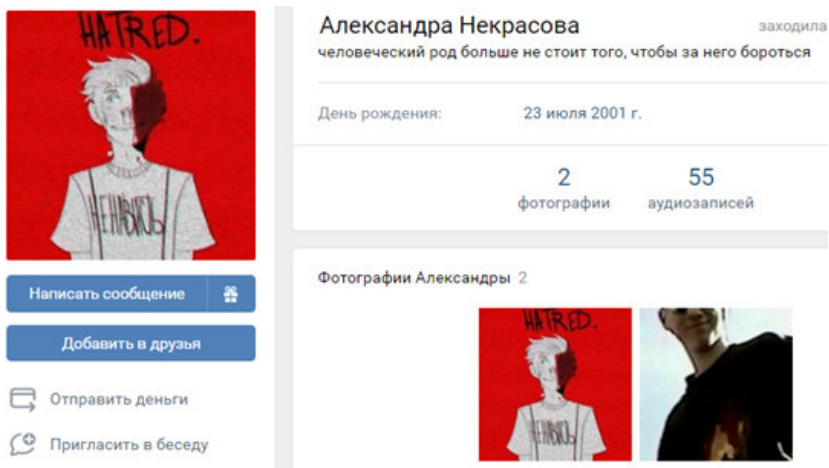 HATRED.
НЕНАВИСЬ
Написать сообщение
Добавить в друзья
Отправить деньги
Пригласить в беседу
Александра Некрасова
заходила
человеческий род больше не стоит того, чтобы за него бороться
День рождения: 23 июля 2001 г.
2 55
фотографии аудиозаписей
Фотографии Александры 2
HATRED.